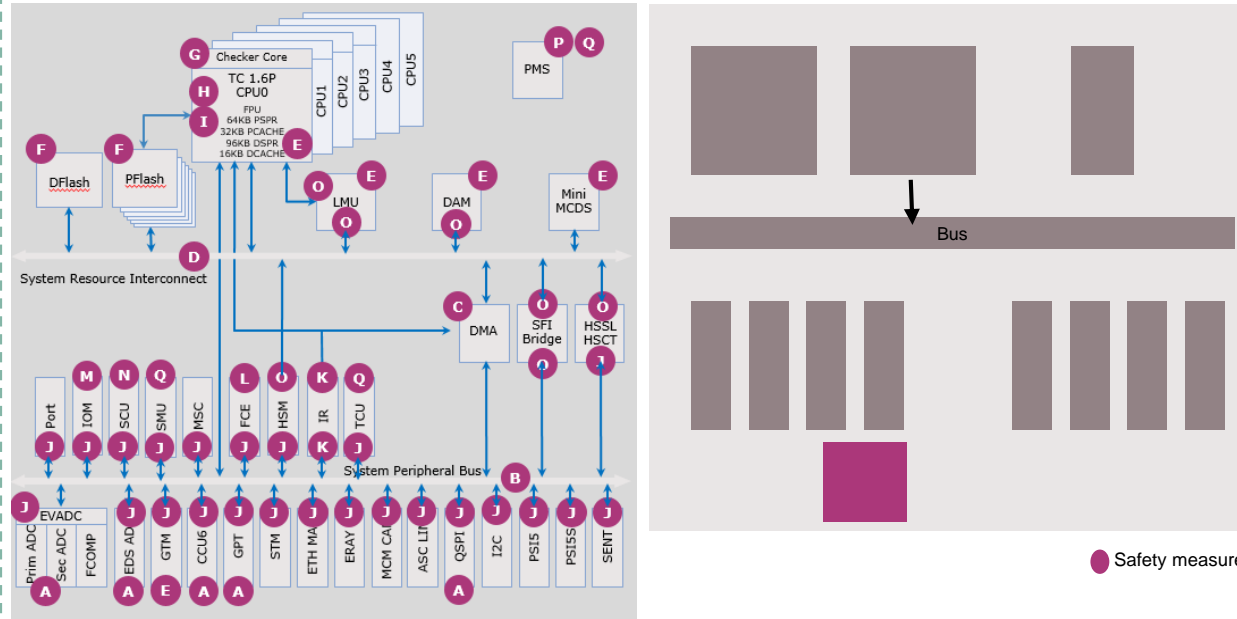 G
Checker Core
TC 1.6P
CPU0
FPU
64KB PSPR
32KB PCACHE
96KB DSPR
16KB DCACHE
H
I
E
CPU1
CPU2
CPU3
CPU4
CPU5
P
Q
PMS
F
DFlash
F
PFlash
O
E
LMU
O
E
DAM
O
E
Mini
MCDS
D
System Resource Interconnect
C
DMA
O
SFI
Bridge
O
O
HSSL
HSCT
J
Port
J
M
IOM
J
N
SCU
J
Q
SMU
J
MSC
J
L
FCE
J
O
HSM
J
K
IR
K
Q
TCU
J
System Peripheral Bus
B
J
EVADC
Prim ADC
Sec ADC
FCOMP
A
J
EDS AD
A
J
GTM
E
J
CCU6
A
J
GPT
A
J
STM
J
ETH MA
J
ERAY
J
MCM CA
J
ASC LIN
J
QSPI
A
J
I2C
J
PSI5
J
PSI5S
J
SENT
Bus
Safety measure